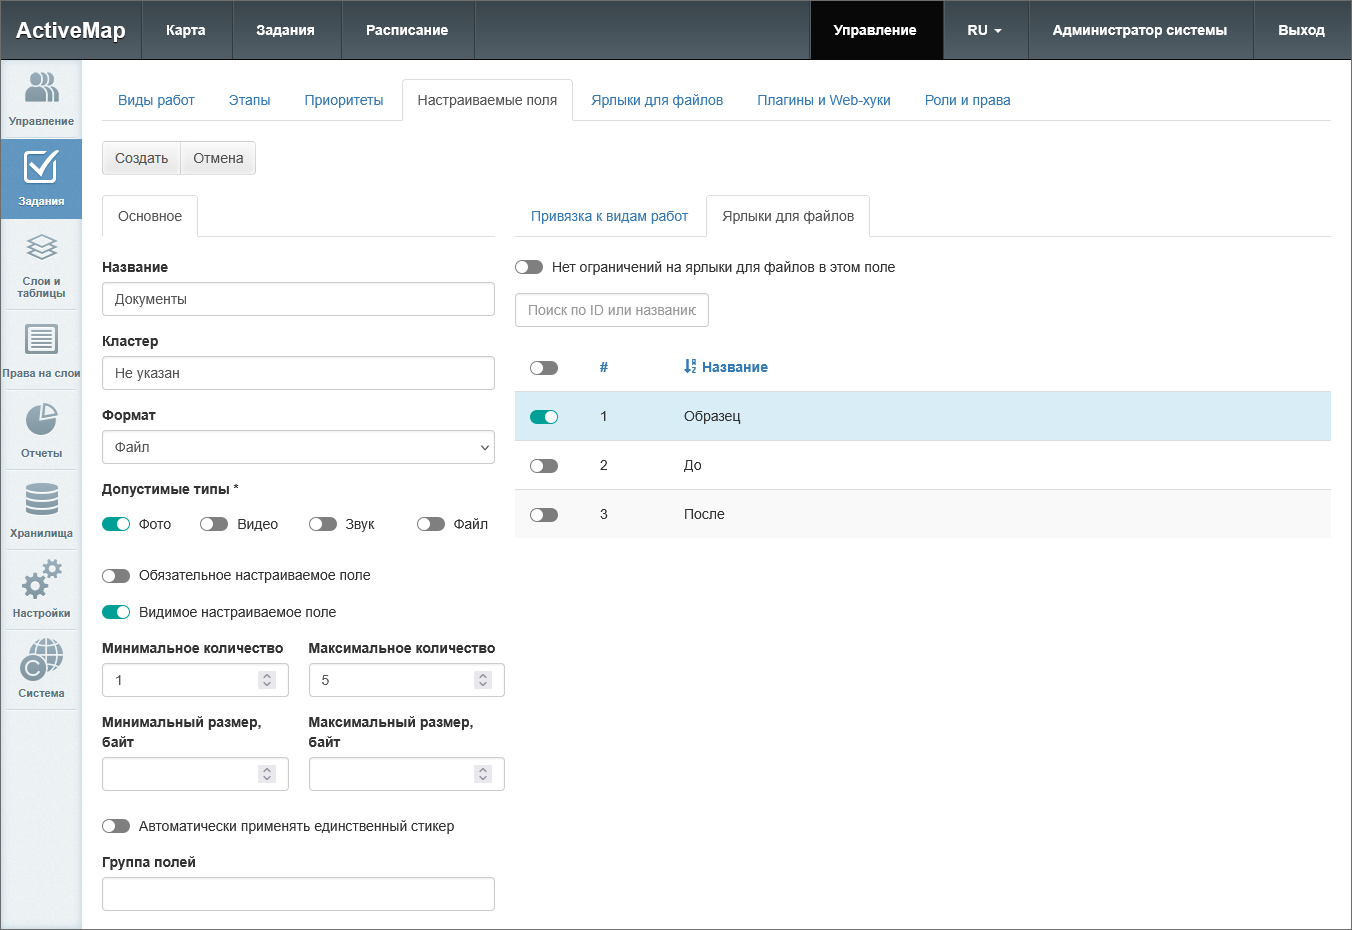 ActiveMap
Карта
Задания
Расписание
Управление
RU
Администратор системы
Выход
Управление
Задания
Слои и
таблицы
Права на слои
Отчеты
Хранилища
Настройки
Система
Виды работ
Этапы
Приоритеты
Настраиваемые поля
Ярлыки для файлов
Плагины и Web-хуки
Роли и права
Создать
Отмена
Основное
Название
Документы
Кластер
Не указан
Формат
Файл
Допустимые типы *
Фото
Видео
Звук
Файл
Обязательное настраиваемое поле
Видимое настраиваемое поле
Минимальное количество
Максимальное количество
1
5
Минимальный размер,
байт
Максимальный размер,
байт
Автоматически применять единственный стикер
Группа полей
Привязка к видам работ
Ярлыки для файлов
Нет ограничений на ярлыки для файлов в этом поле
Поиск по ID или названию
#
Название
1
Образец
2
До
3
После